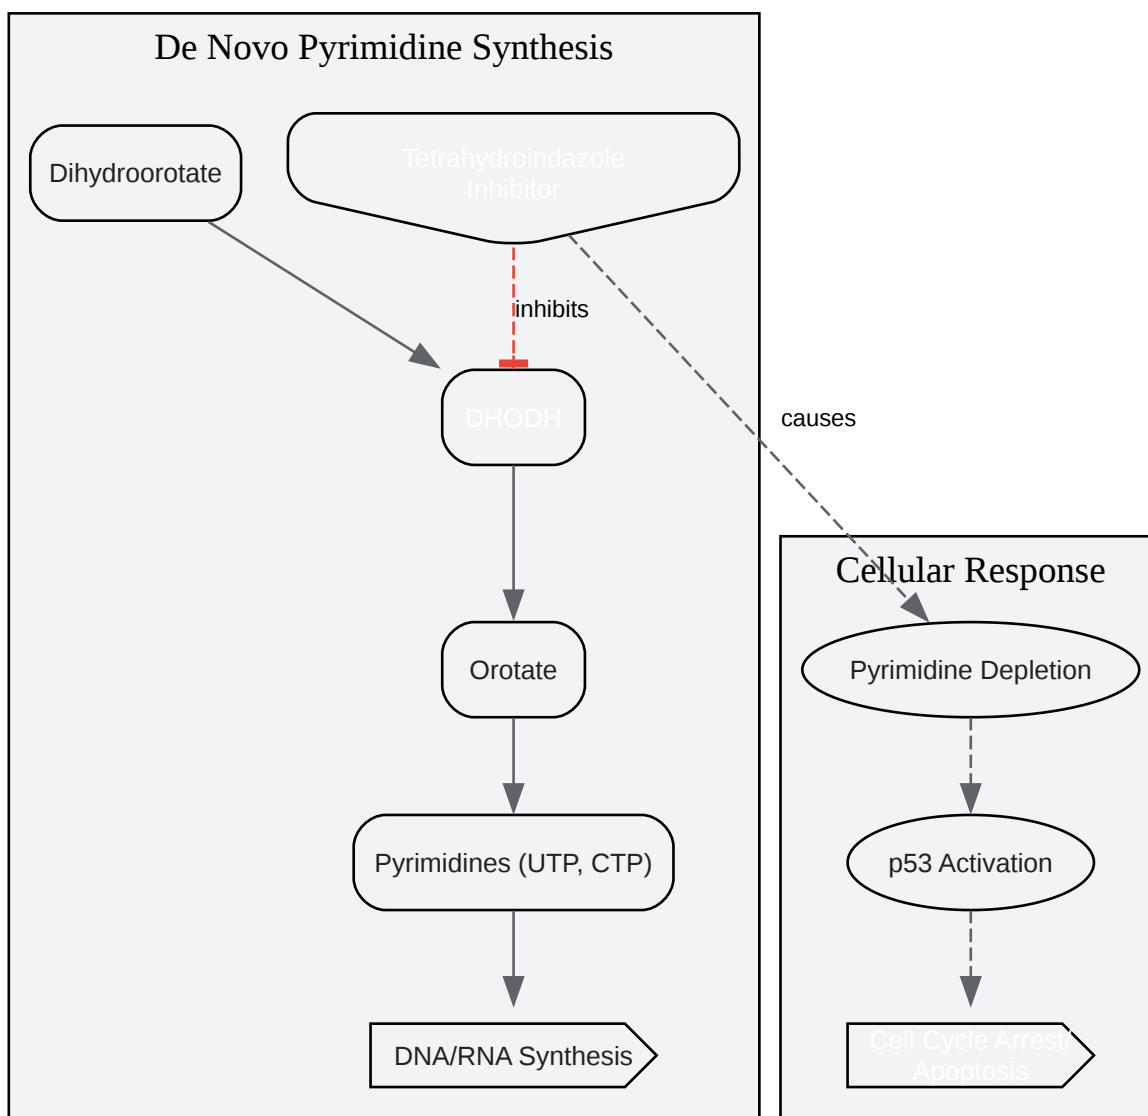 De Novo Pyrimidine Synthesis
Dihydroorotate
Tetrahydroindazole
Inhibitor
inhibits
DHODH
causes
Orotate
Pyrimidines (UTP, CTP)
DNA/RNA Synthesis
Cellular Response
Pyrimidine Depletion
p53 Activation
Cell Cycle Arrest/
Apoptosis